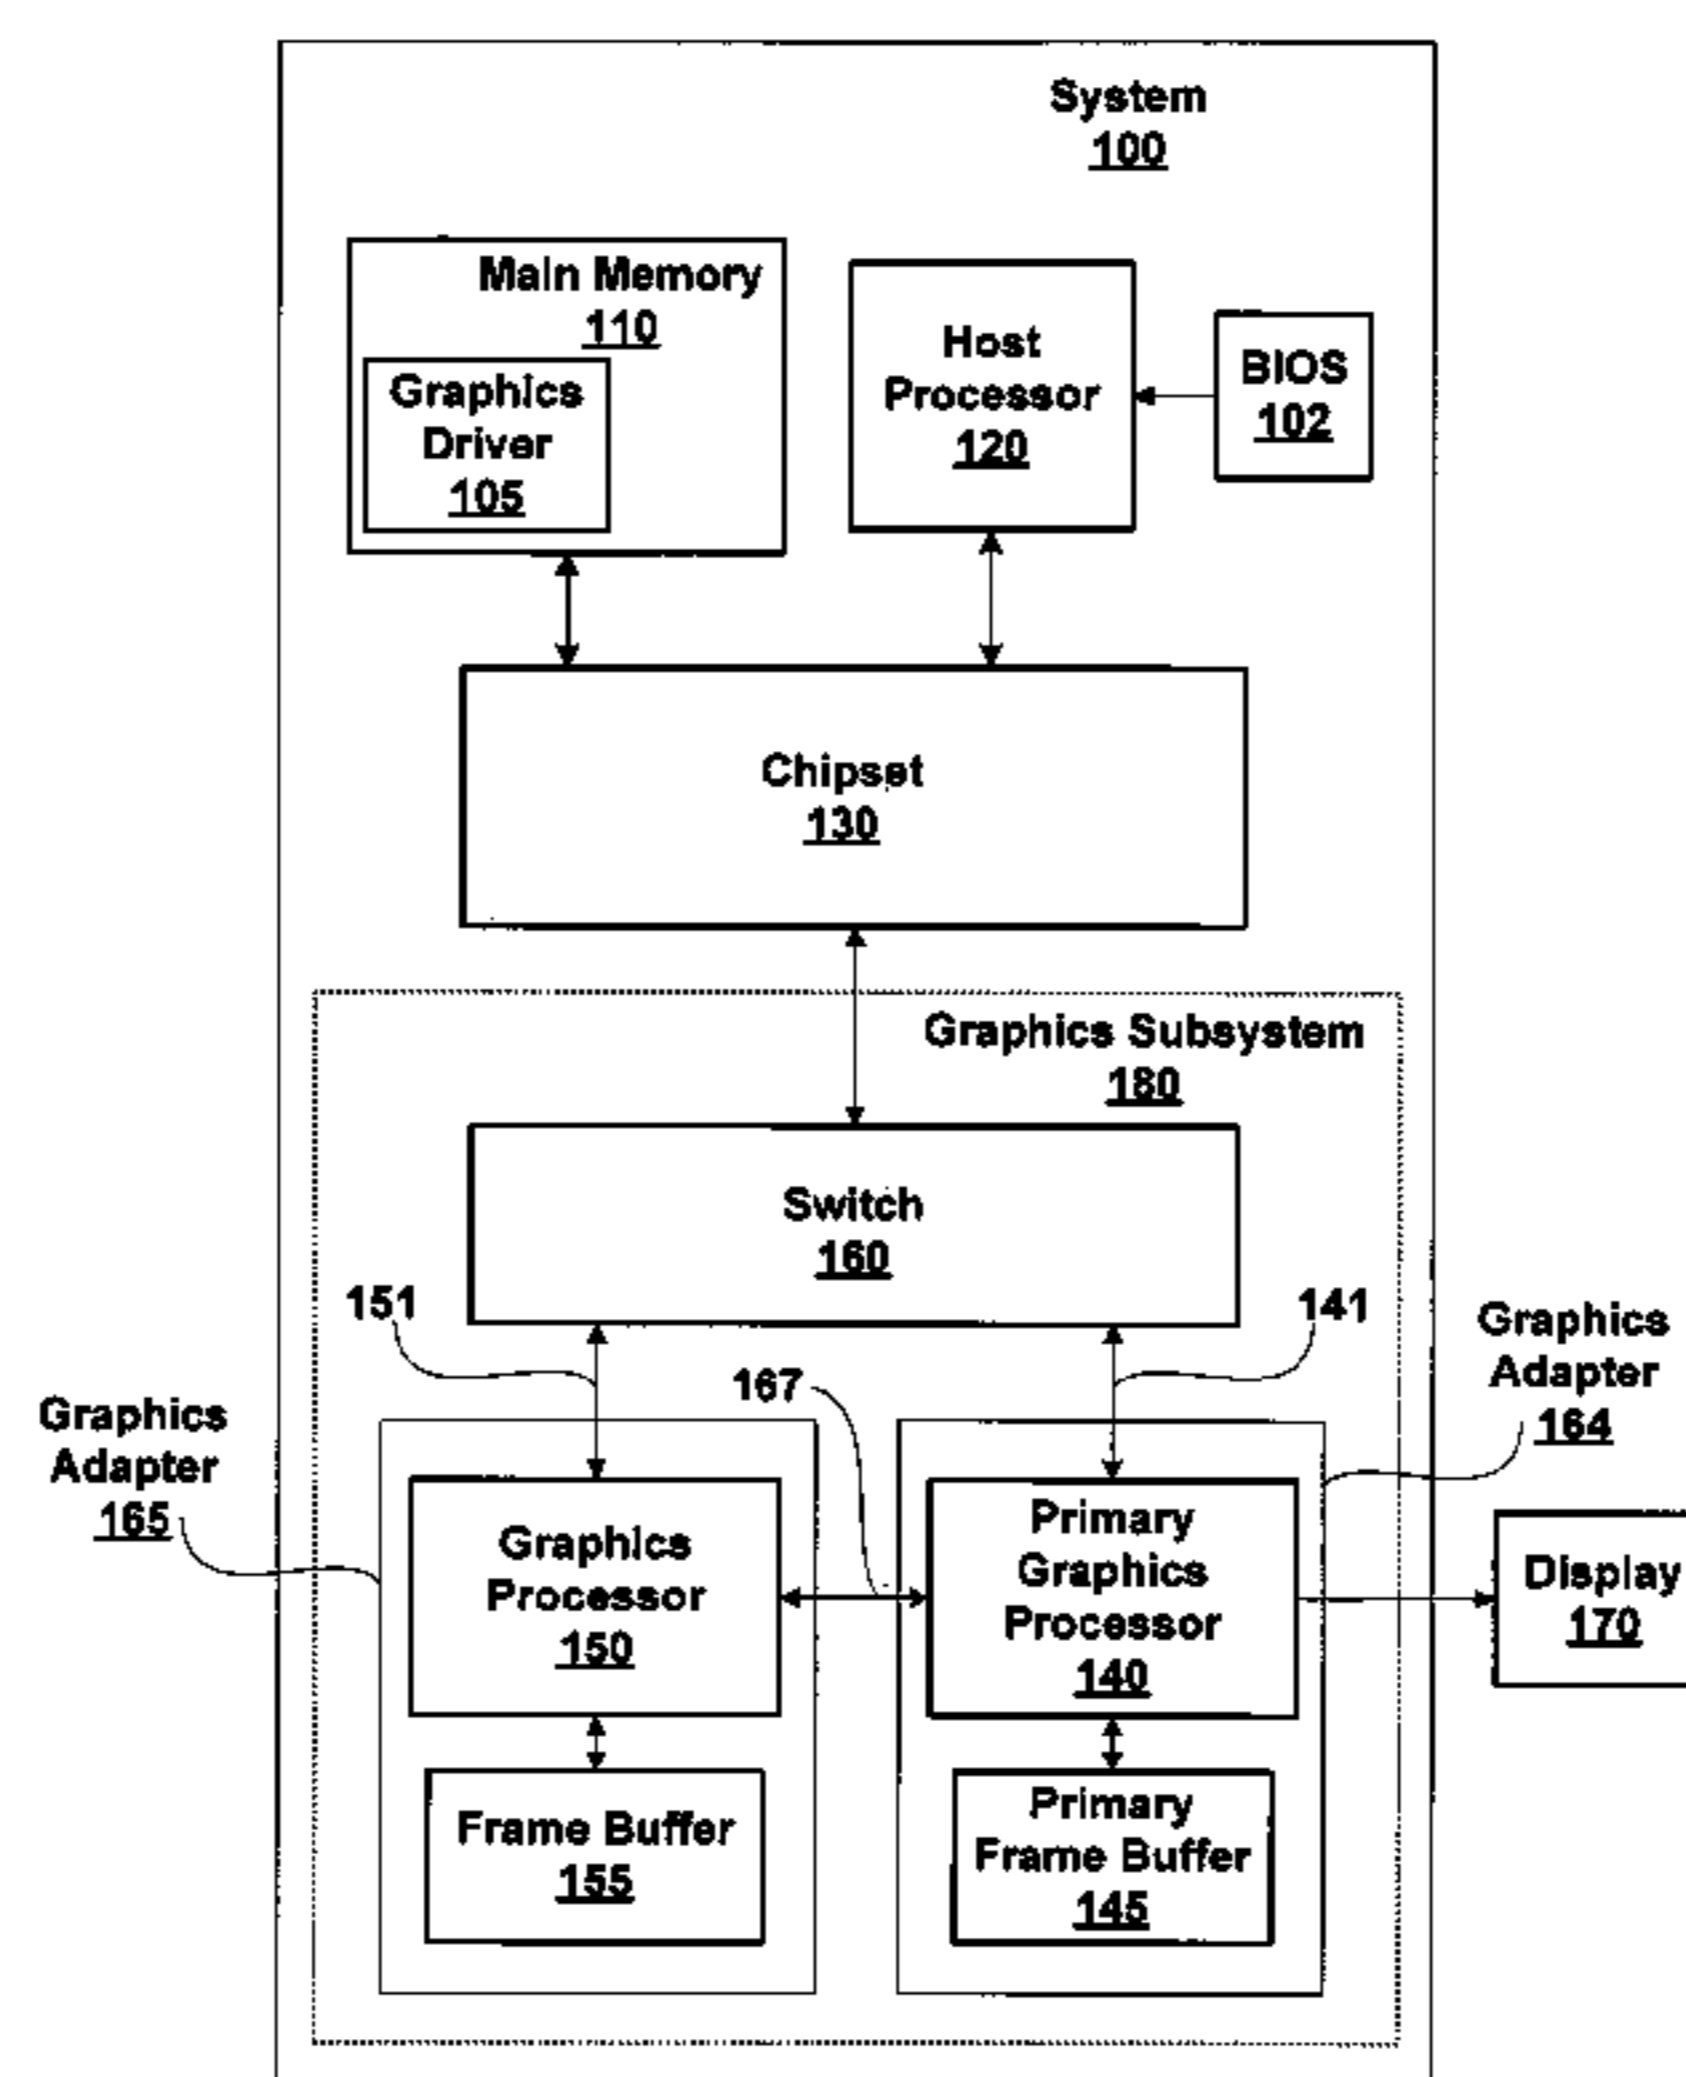 System
100
Main Memory
110
Graphics
Driver
105
Host
Processor
120
BIOS
102
Chipset
130
Graphics Subsystem
180
Switch
160
151
141
167
Graphics
Adapter
164
Graphics
Adapter
165
Graphics
Processor
150
Primary
Graphics
Processor
140
Display
170
Frame Buffer
155
Primary
Frame Buffer
145